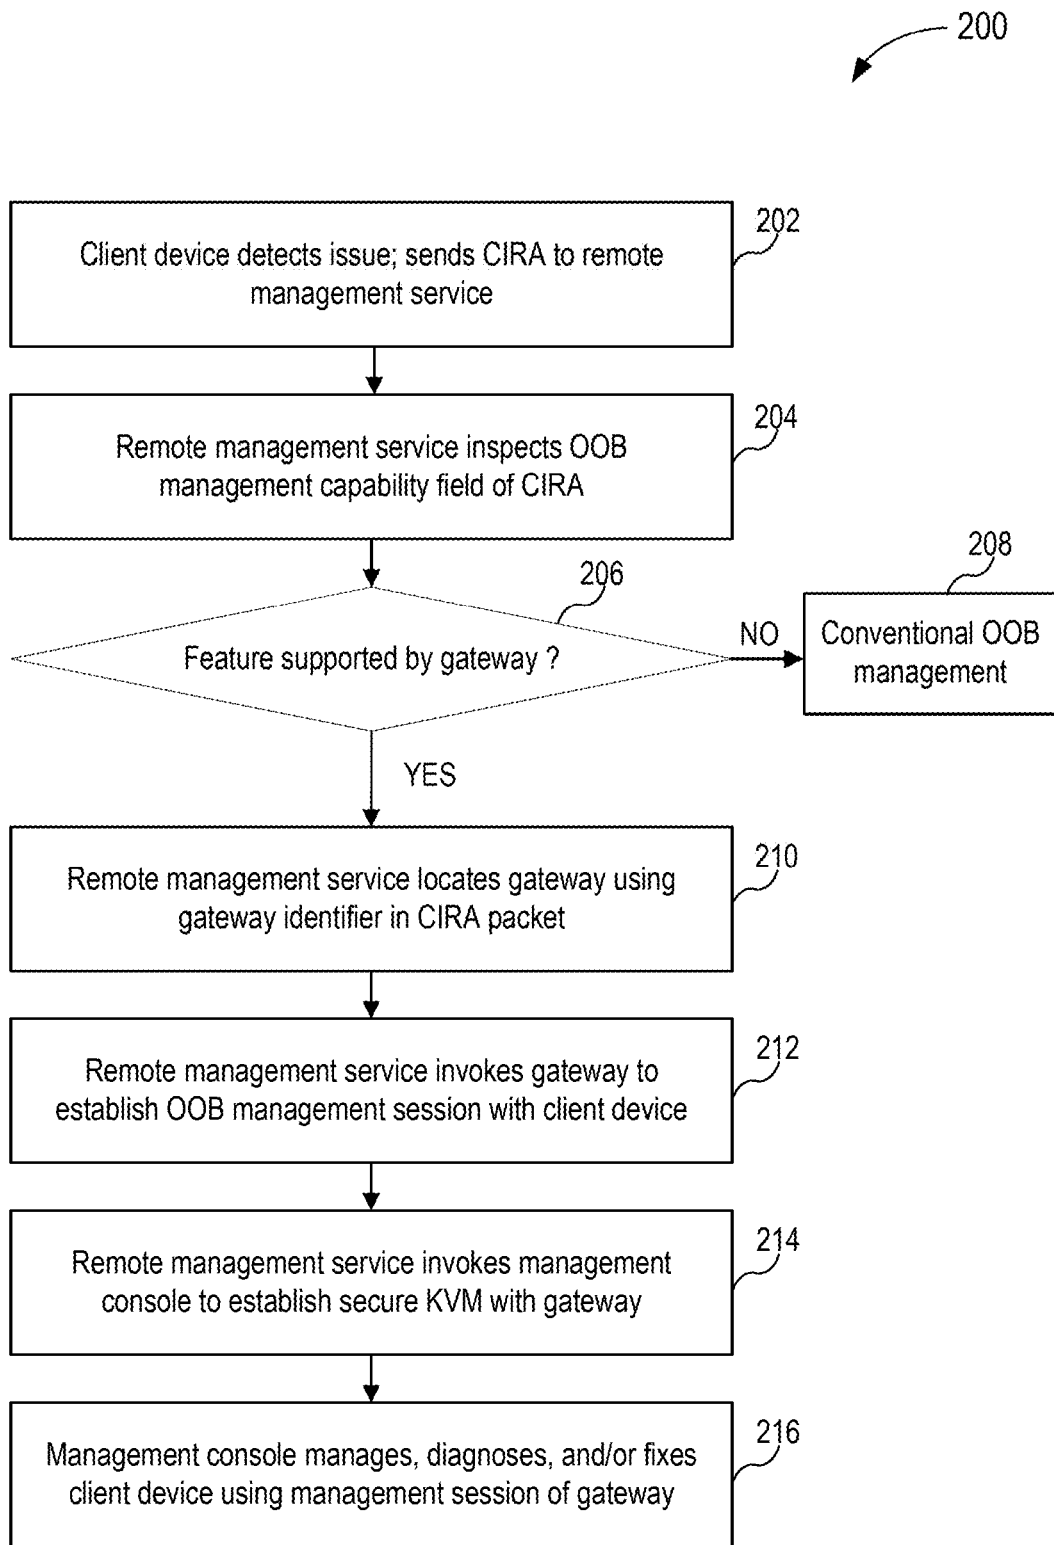 200
202
Client device detects issue; sends CIRA to remote
management service
204
Remote management service inspects OOB
management capability field of CIRA
206
208
Feature supported by gateway ?
NO
Conventional OOB
management
YES
210
Remote management service locates gateway using
gateway identifier in CIRA packet
212
Remote management service invokes gateway to
establish OOB management session with client device
214
Remote management service invokes management
console to establish secure KVM with gateway
216
Management console manages, diagnoses, and/or fixes
client device using management session of gateway